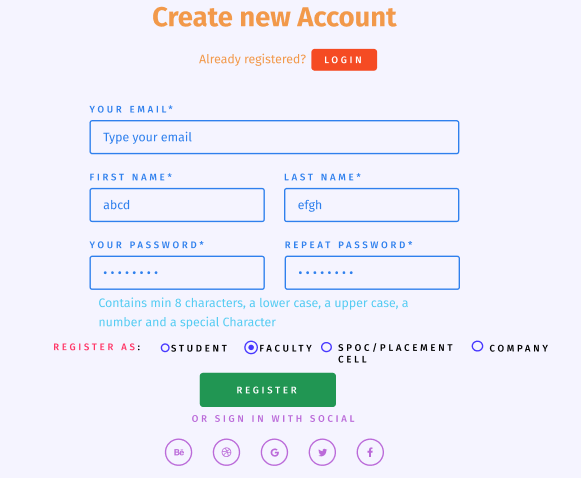 Create new Account
Already registered? LOGIN
YOUR EMAIL*
Type your email
FIRST NAME* LAST NAME*
abcd efgh
YOUR PASSWORD* REPEAT PASSWORD*
•••••••• ••••••••
Contains min 8 characters, a lower case, a upper case, a
number and a special Character
REGISTER AS: STUDENT FACULTY SPOC/PLACEMENT COMPANY
CELL
REGISTER
OR SIGN IN WITH SOCIAL
Bē G f